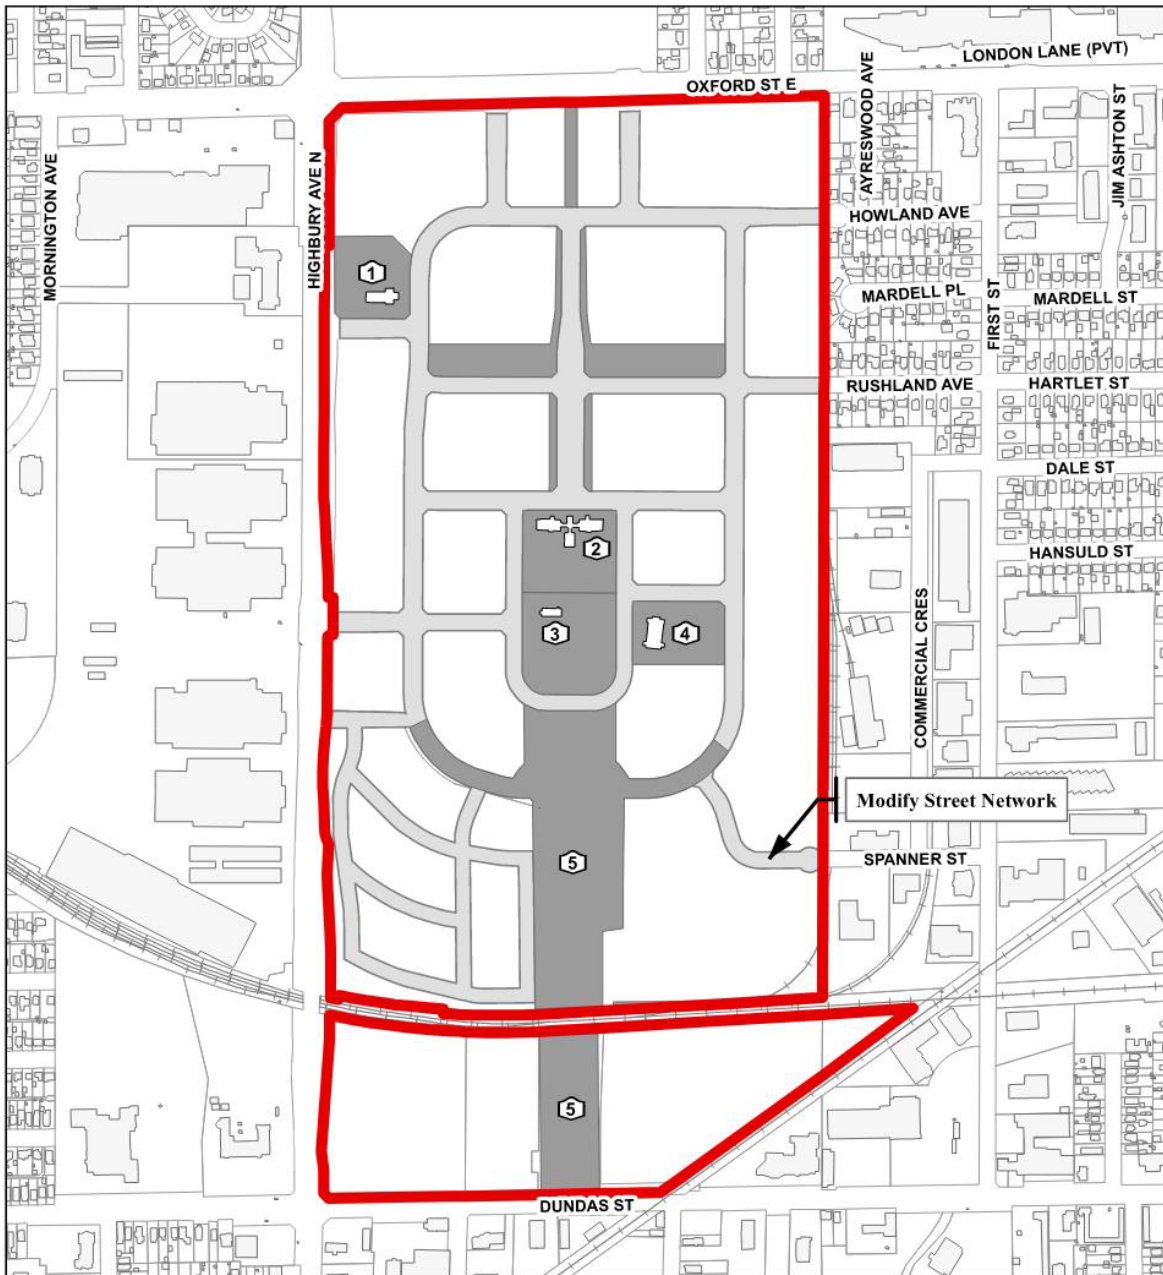 LONDON LANE (PVT)
OXFORD ST E
AYRESWOOD AVE
JIM ASHTON ST
MORNINGTON AVE
HIGHBURY AVE N
HOWLAND AVE
1
MARDELL PL
MARDELL ST
FIRST ST
RUSHLAND AVE
HARTLET ST
DALE ST
2
HANSULD ST
3
4
COMMERCIAL CRES
Modify Street Network
5
SPANNER ST
5
DUNDAS ST